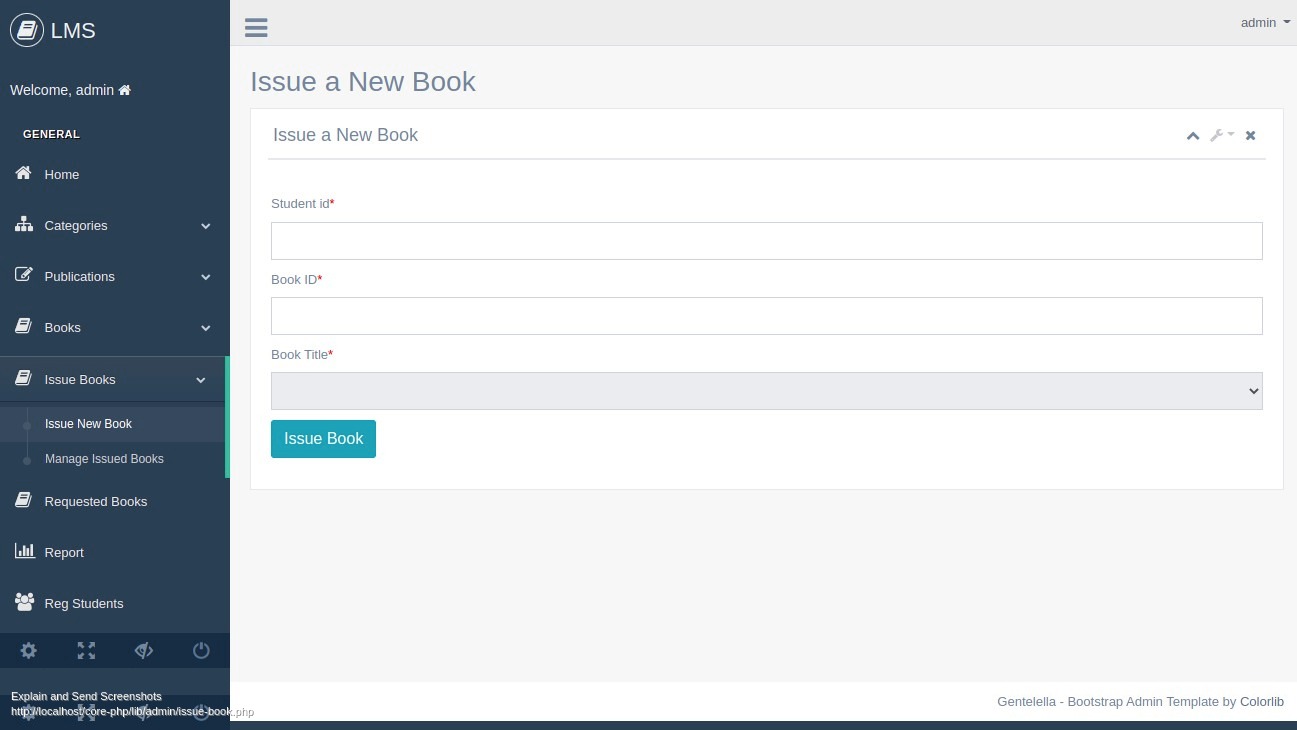 LMS
admin
Welcome, admin
GENERAL
Home
Categories
Publications
Books
Issue Books
Issue New Book
Manage Issued Books
Requested Books
Report
Reg Students
Explain and Send Screenshots
http://localhost/core-php/lib/admin/issue-book.php
Issue a New Book
Issue a New Book
Student id*
Book ID*
Book Title*
Issue Book
Gentelella - Bootstrap Admin Template by Colorlib